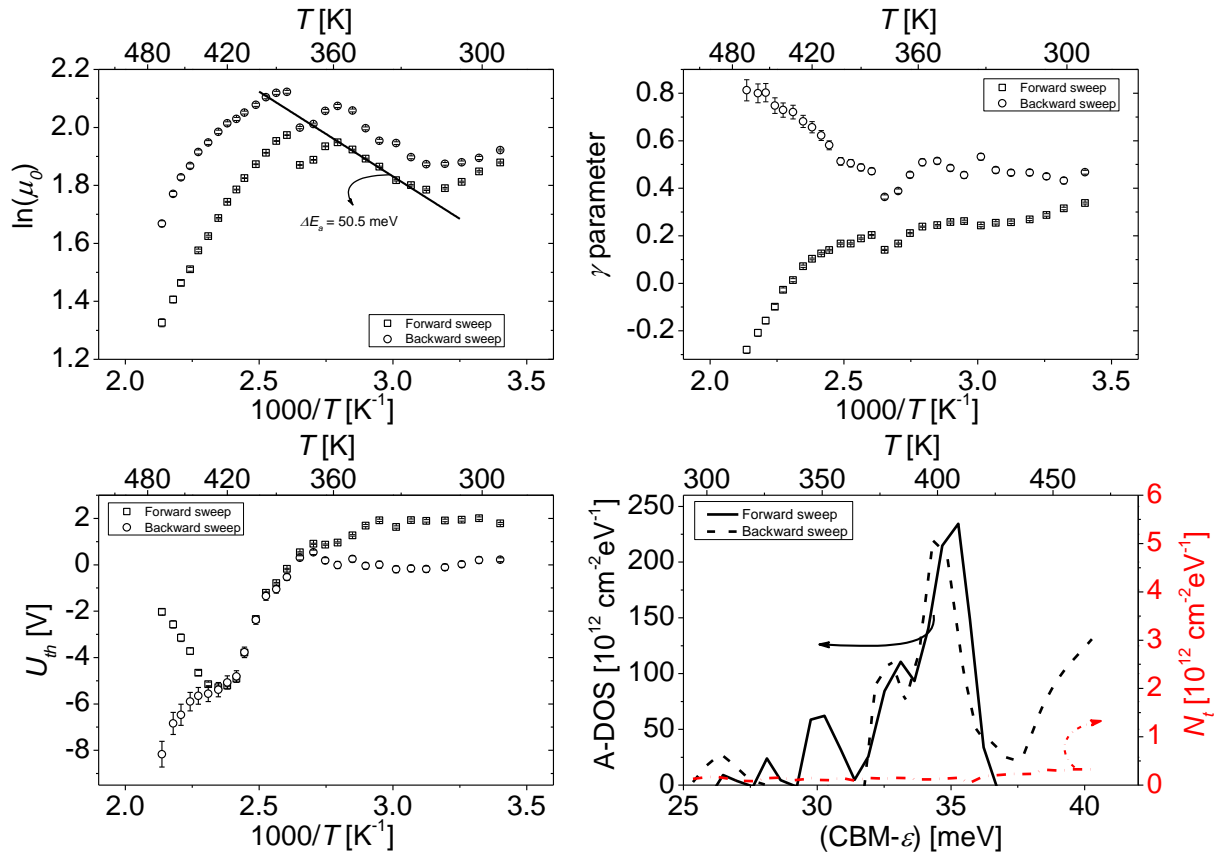 T [K]
480 420 360 300
2.2
2.0
1.8
1.6
1.4
1.2
ln(μ0)
ΔEa = 50.5 meV
Forward sweep
Backward sweep
2.0 2.5 3.0 3.5
1000/T [K-1]
T [K]
480 420 360 300
0.8
0.6
0.4
0.2
0.0
-0.2
γ parameter
Forward sweep
Backward sweep
2.0 2.5 3.0 3.5
1000/T [K-1]
T [K]
480 420 360 300
2
0
-2
-4
-6
-8
Uth [V]
Forward sweep
Backward sweep
2.0 2.5 3.0 3.5
1000/T [K-1]
T [K]
300 350 400 450
250
200
150
100
50
0
A-DOS [10^12 cm-2eV-1]
Forward sweep
Backward sweep
6
5
4
3
2
1
0
Nt [10^12 cm-2eV-1]
25 30 35 40
(CBM-ε) [meV]